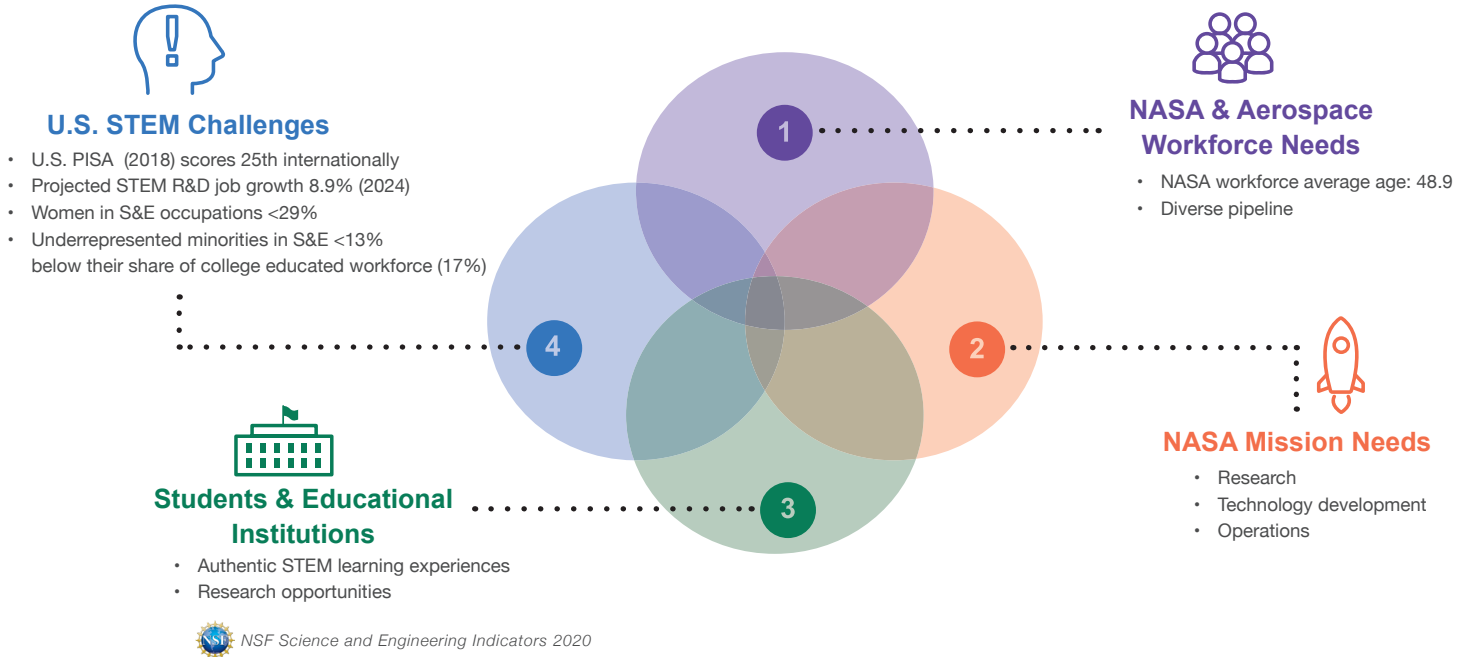 U.S. STEM Challenges
• U.S. PISA (2018) scores 25th internationally
• Projected STEM R&D job growth 8.9% (2024)
• Women in S&E occupations <29%
• Underrepresented minorities in S&E <13%
below their share of college educated workforce (17%)
1
NASA & Aerospace
Workforce Needs
• NASA workforce average age: 48.9
• Diverse pipeline
4
2
NASA Mission Needs
• Research
• Technology development
• Operations
Students & Educational
Institutions
• Authentic STEM learning experiences
• Research opportunities
3
NSF
NSF Science and Engineering Indicators 2020